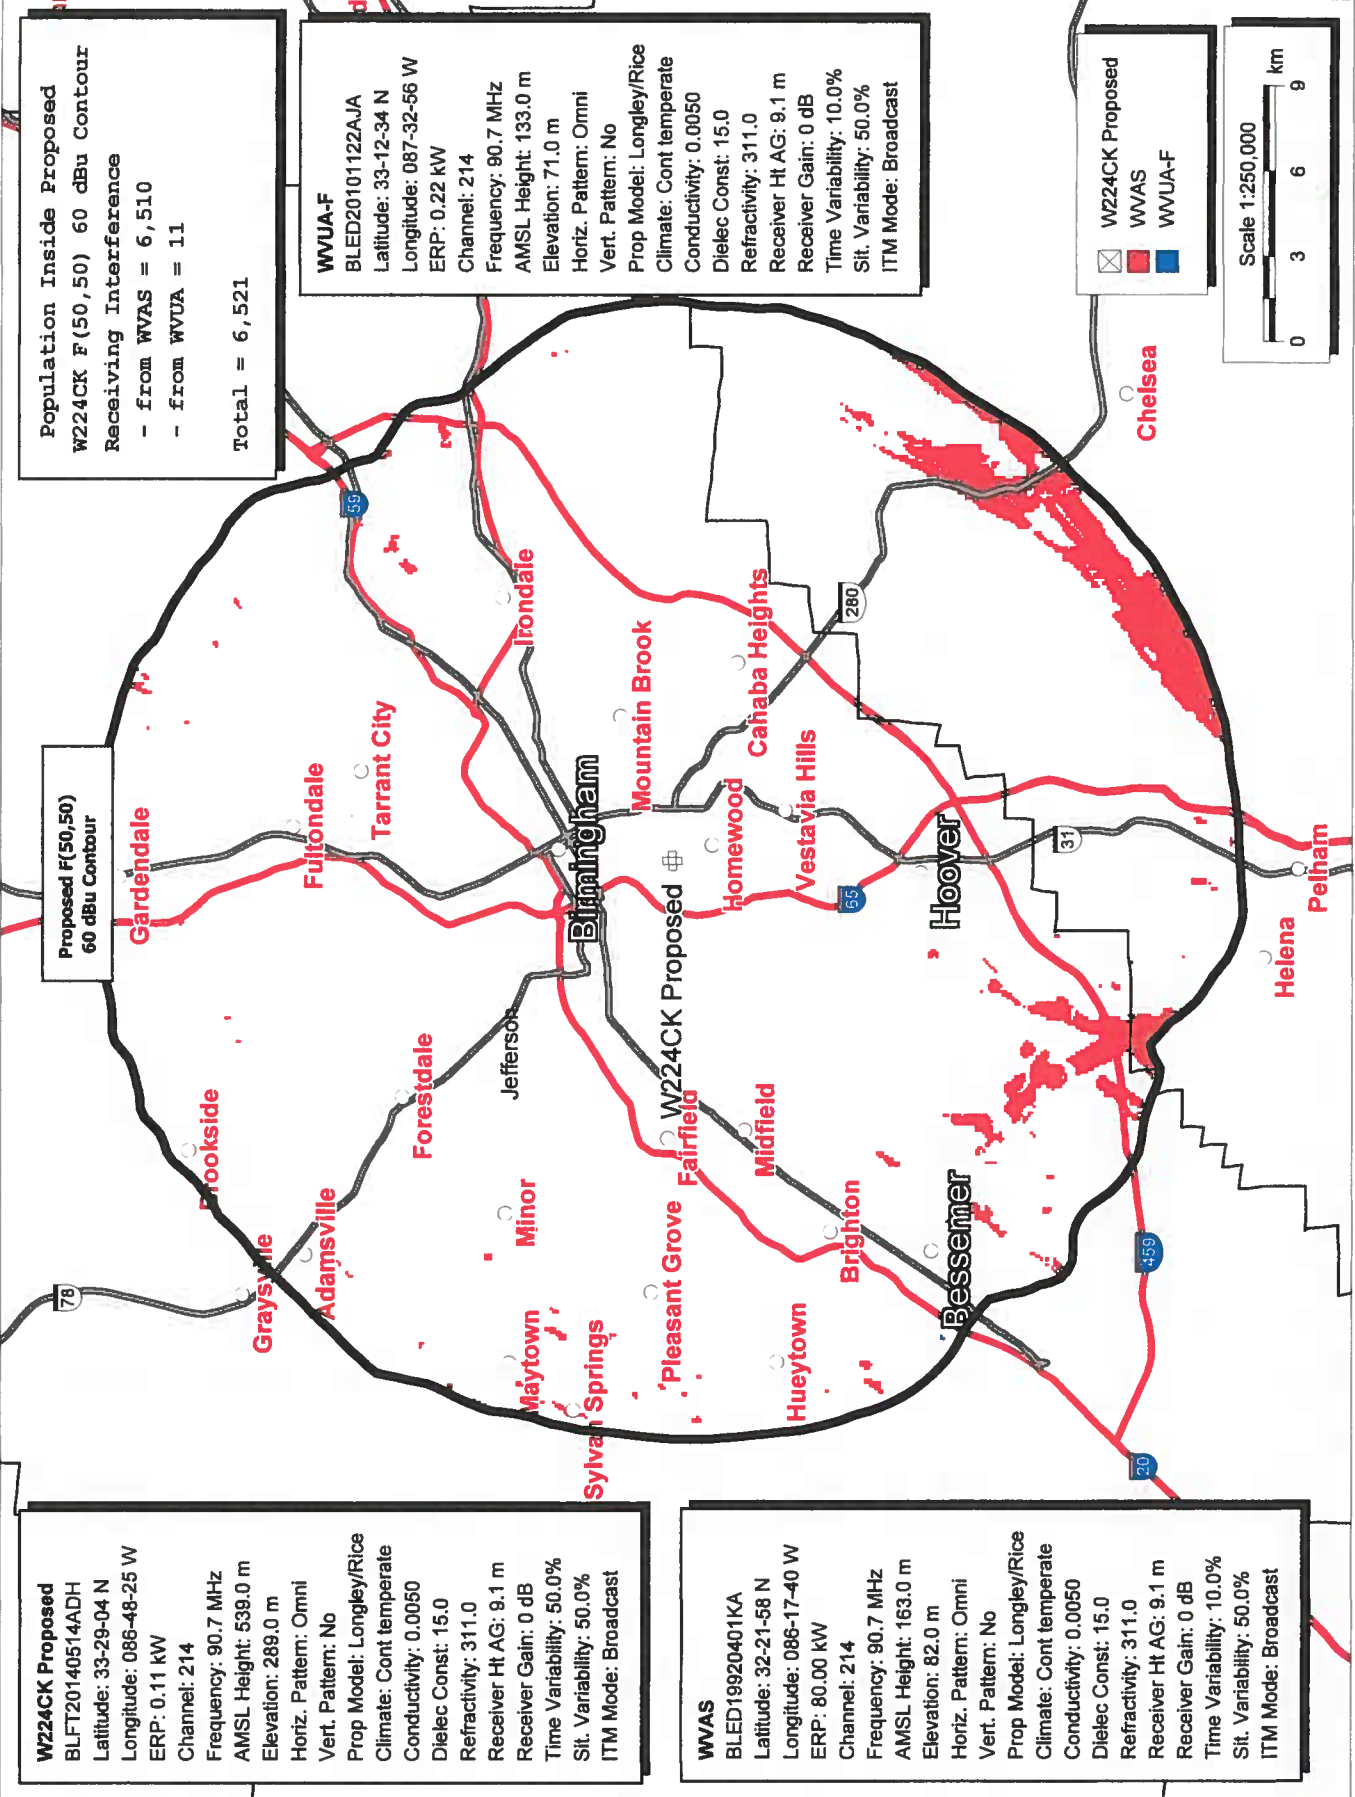 W224CK Proposed
BLFT20140514ADH
Latitude: 33-29-04 N
Longitude: 086-48-25 W
ERP: 0.11 kW
Channel: 214
Frequency: 90.7 MHz
AMSL Height: 539.0 m
Elevation: 289.0 m
Horiz. Pattern: Omni
Vert. Pattern: No
Prop Model: Longley/Rice
Climate: Cont temperate
Conductivity: 0.0050
Dielec Const: 15.0
Refractivity: 311.0
Receiver Ht AG: 9.1 m
Receiver Gain: 0 dB
Time Variability: 50.0%
Sit. Variability: 50.0%
ITM Mode: Broadcast
WVAS
BLED19920401KA
Latitude: 32-21-58 N
Longitude: 086-17-40 W
ERP: 80.00 kW
Channel: 214
Frequency: 90.7 MHz
AMSL Height: 163.0 m
Elevation: 82.0 m
Horiz. Pattern: Omni
Vert. Pattern: No
Prop Model: Longley/Rice
Climate: Cont temperate
Conductivity: 0.0050
Dielec Const: 15.0
Refractivity: 311.0
Receiver Ht AG: 9.1 m
Receiver Gain: 0 dB
Time Variability: 10.0%
Sit. Variability: 50.0%
ITM Mode: Broadcast
Proposed F(50,50)
60 dBu Contour
78
Graysville
Adamsville
Brookside
Gardendale
Fultondale
Tarrant City
Forestdale
Jefferson
Minor
Maytown
Sylvan Springs
Pleasant Grove
Hueytown
Fairfield
W224CK Proposed
Midfield
Brighton
Bessemer
Birmingham
Irondale
59
Mountain Brook
Homewood
Cahaba Heights
Vestavia Hills
280
65
Hoover
31
Pelham
Helena
Chelsea
459
20
Population Inside Proposed
W224CK F(50,50) 60 dBu Contour
Receiving Interference
- from WVAS = 6,510
- from WVUA = 11
Total = 6,521
WVUA-F
BLED20101122AJA
Latitude: 33-12-34 N
Longitude: 087-32-56 W
ERP: 0.22 kW
Channel: 214
Frequency: 90.7 MHz
AMSL Height: 133.0 m
Elevation: 71.0 m
Horiz. Pattern: Omni
Vert. Pattern: No
Prop Model: Longley/Rice
Climate: Cont temperate
Conductivity: 0.0050
Dielec Const: 15.0
Refractivity: 311.0
Receiver Ht AG: 9.1 m
Receiver Gain: 0 dB
Time Variability: 10.0%
Sit. Variability: 50.0%
ITM Mode: Broadcast
W224CK Proposed
WVAS
WVUA-F
Scale 1:250,000
0 3 6 9 km